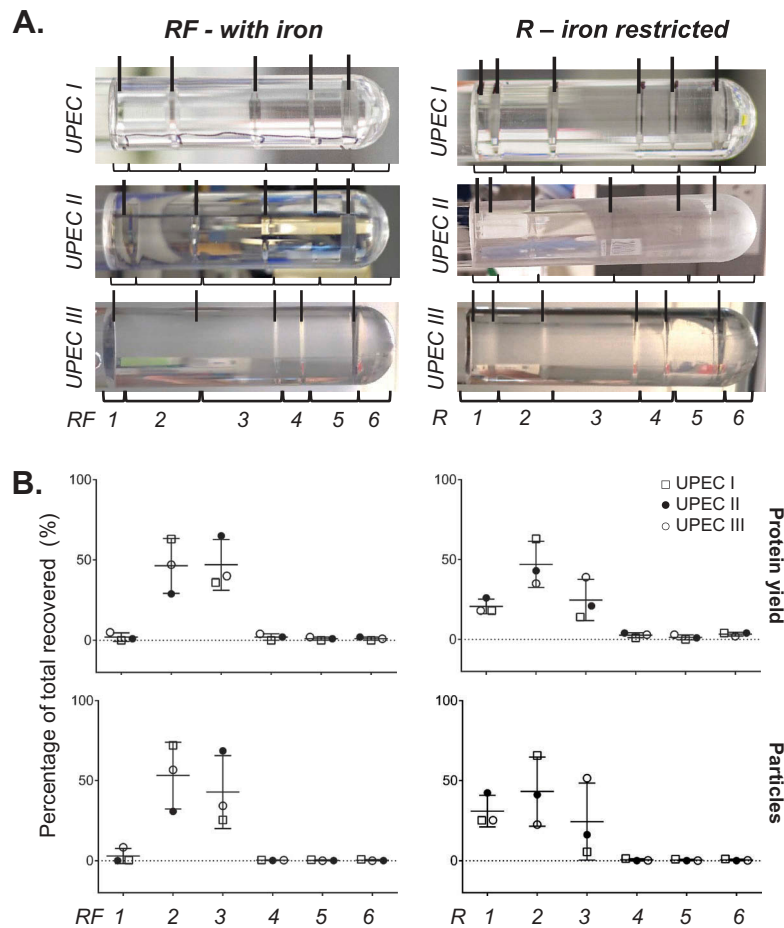 A.
RF - with iron
R – iron restricted
UPEC I
UPEC II
UPEC III
RF 1 2 3 4 5 6
UPEC I
UPEC II
UPEC III
R 1 2 3 4 5 6
B.
Percentage of total recovered (%)
100
50
0
100
50
0
UPEC I
UPEC II
UPEC III
Protein yield
100
50
0
100
50
0
Particles
RF 1 2 3 4 5 6
R 1 2 3 4 5 6